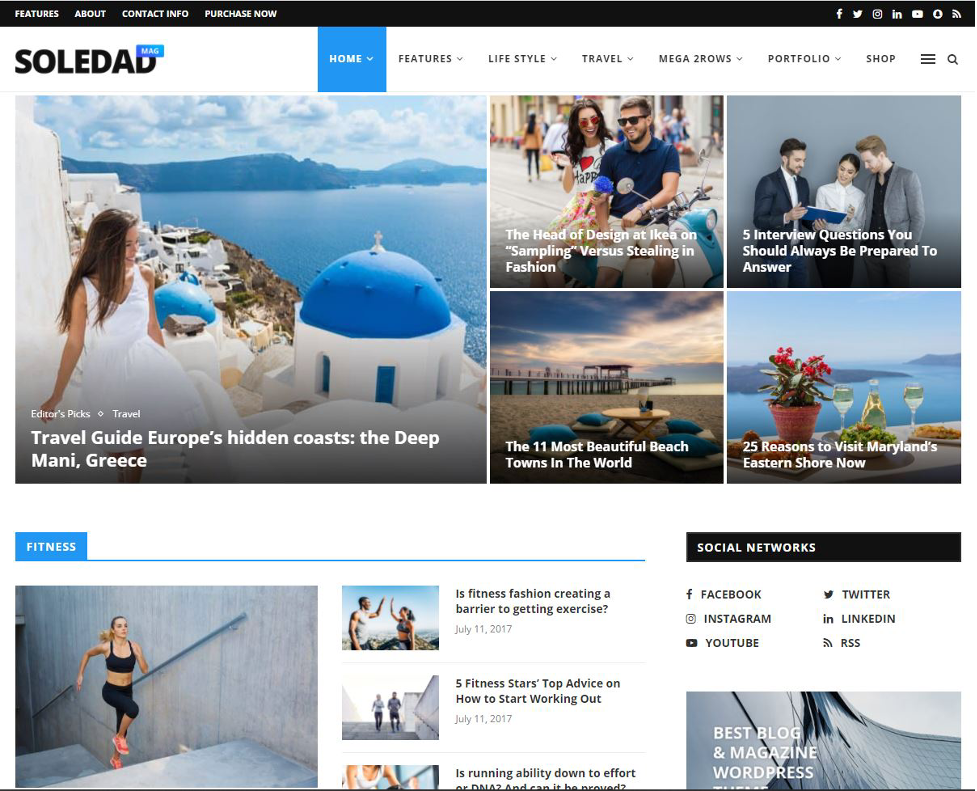 FEATURES ABOUT CONTACT INFO PURCHASE NOW
SOLEDAD MAG
HOME FEATURES LIFE STYLE TRAVEL MEGA 2ROWS PORTFOLIO SHOP
Editor's Picks Travel
Travel Guide Europe's hidden coasts: the Deep
Mani, Greece
HAPPY
The Head of Design at Ikea on
“Sampling” Versus Stealing in
Fashion
5 Interview Questions You
Should Always Be Prepared To
Answer
The 11 Most Beautiful Beach
Towns In The World
25 Reasons to Visit Maryland's
Eastern Shore Now
FITNESS
Is fitness fashion creating a
barrier to getting exercise?
July 11, 2017
5 Fitness Stars' Top Advice on
How to Start Working Out
July 11, 2017
Is running ability down to effort
or DNA? And can it be proved?
SOCIAL NETWORKS
FACEBOOK TWITTER
INSTAGRAM LINKEDIN
YOUTUBE RSS
BEST BLOG
& MAGAZINE
WORDPRESS
THEME